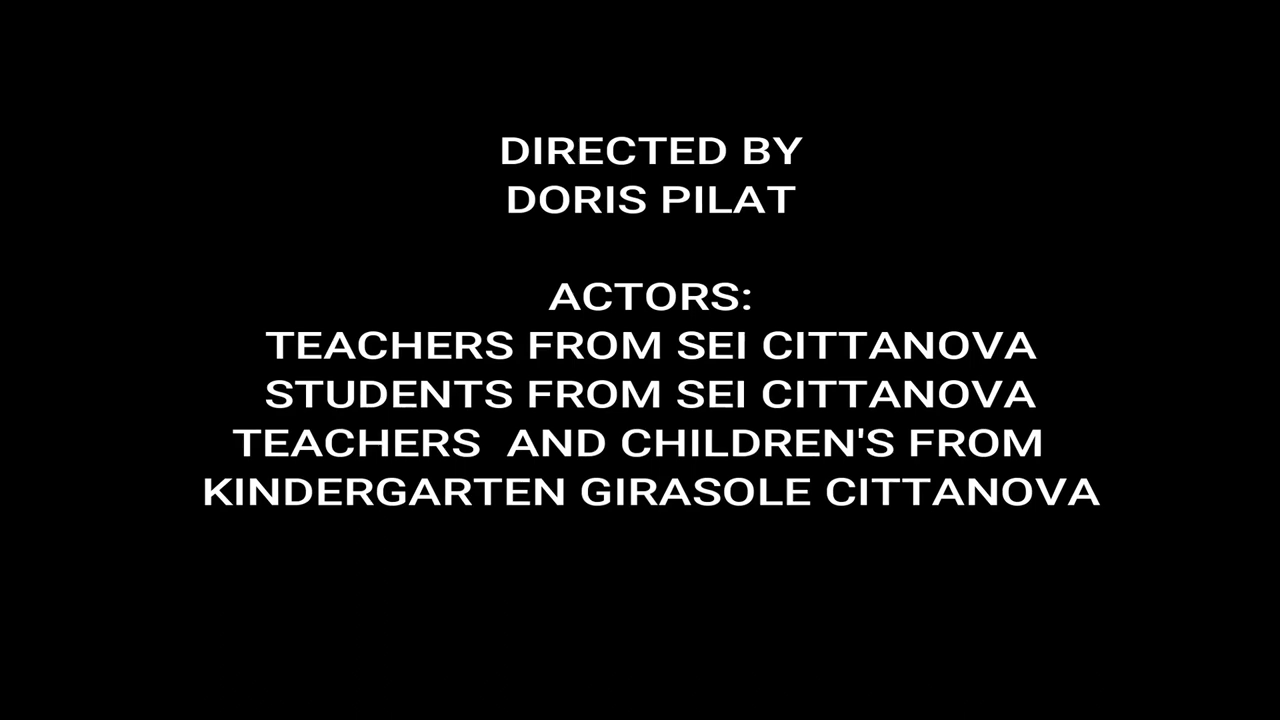 DIRECTED BY
DORIS PILAT
ACTORS:
TEACHERS FROM SEI CITTANOVA
STUDENTS FROM SEI CITTANOVA
TEACHERS  AND CHILDREN'S FROM
KINDERGARTEN GIRASOLE CITTANOVA